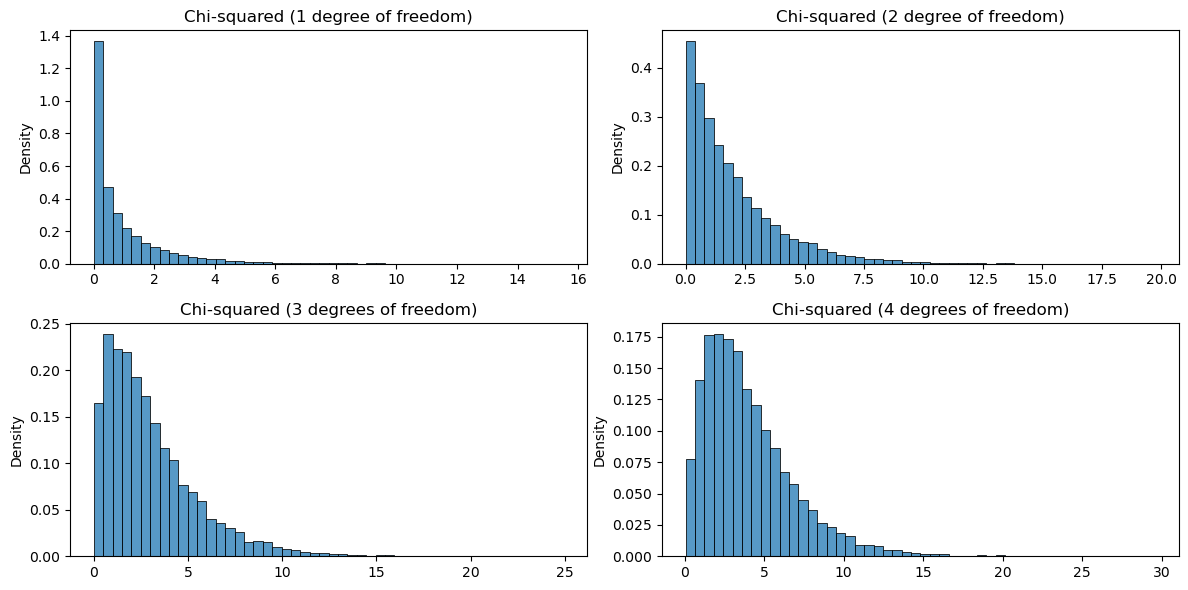 Chi-squared (1 degree of freedom)
Density
1.4
1.2
1.0
0.8
0.6
0.4
0.2
0.0
0 2 4 6 8 10 12 14 16
Chi-squared (2 degree of freedom)
Density
0.4
0.3
0.2
0.1
0.0
0.0 2.5 5.0 7.5 10.0 12.5 15.0 17.5 20.0
Chi-squared (3 degrees of freedom)
Density
0.25
0.20
0.15
0.10
0.05
0.00
0 5 10 15 20 25
Chi-squared (4 degrees of freedom)
Density
0.175
0.150
0.125
0.100
0.075
0.050
0.025
0.000
0 5 10 15 20 25 30